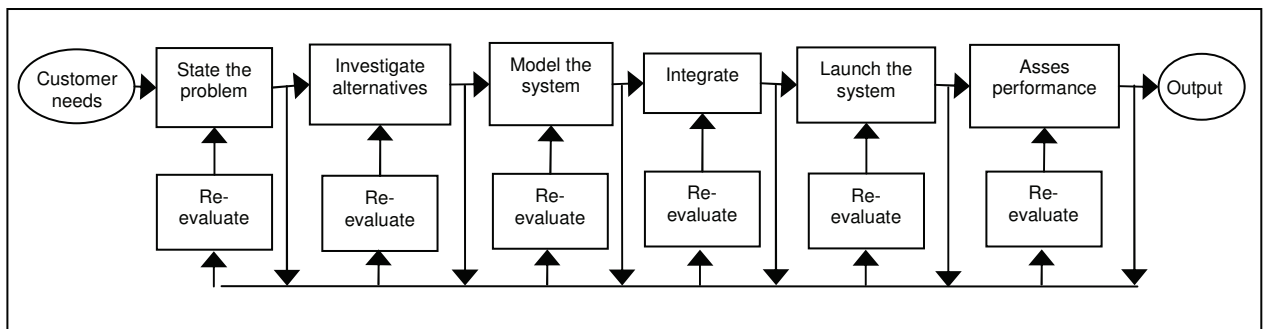 Customer
needs
State the
problem
Investigate
alternatives
Model the
system
Integrate
Launch the
system
Asses
performance
Output
Re-
evaluate
Re-
evaluate
Re-
evaluate
Re-
evaluate
Re-
evaluate
Re-
evaluate